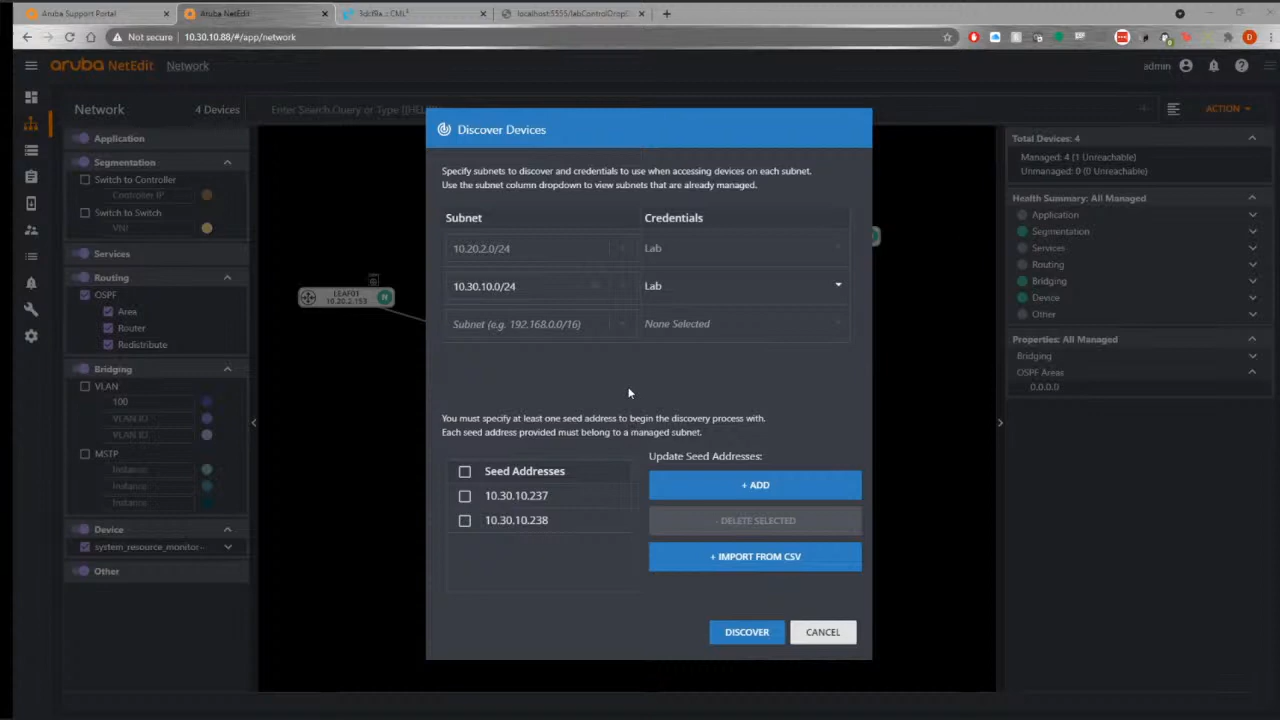 Aruba Support Portal
Aruba NetEdit
localhost:5555/labControlDropC
Not secure
10.30.10.88/#/app/network
D
aruba NetEdit
Network
admin
Network
4 Devices
Enter Search Query or Type [[HEL
ACTION
Application
Segmentation
Switch to Controller
Controller IP
Switch to Switch
VNI
Services
Routing
OSPF
Area
Router
Redistribute
Bridging
VLAN
100
VLAN ID
VLAN ID
MSTP
Instance
Instance
Instance
Device
system_resource_monitor-
Other
LEAF01
10.20.2.153
N
Discover Devices
Specify subnets to discover and credentials to use when accessing devices on each subnet.
Use the subnet column dropdown to view subnets that are already managed.
Subnet
Credentials
10.20.2.0/24
Lab
10.30.10.0/24
Lab
Subnet (e.g. 192.168.0.0/16)
None Selected
You must specify at least one seed address to begin the discovery process with.
Each seed address provided must belong to a managed subnet.
Seed Addresses
10.30.10.237
10.30.10.238
Update Seed Addresses:
+ ADD
- DELETE SELECTED
+ IMPORT FROM CSV
DISCOVER
CANCEL
Total Devices: 4
Managed: 4 (1 Unreachable)
Unmanaged: 0 (0 Unreachable)
Health Summary: All Managed
Application
Segmentation
Services
Routing
Bridging
Device
Other
Properties: All Managed
Bridging
OSPF Areas
0.0.0.0